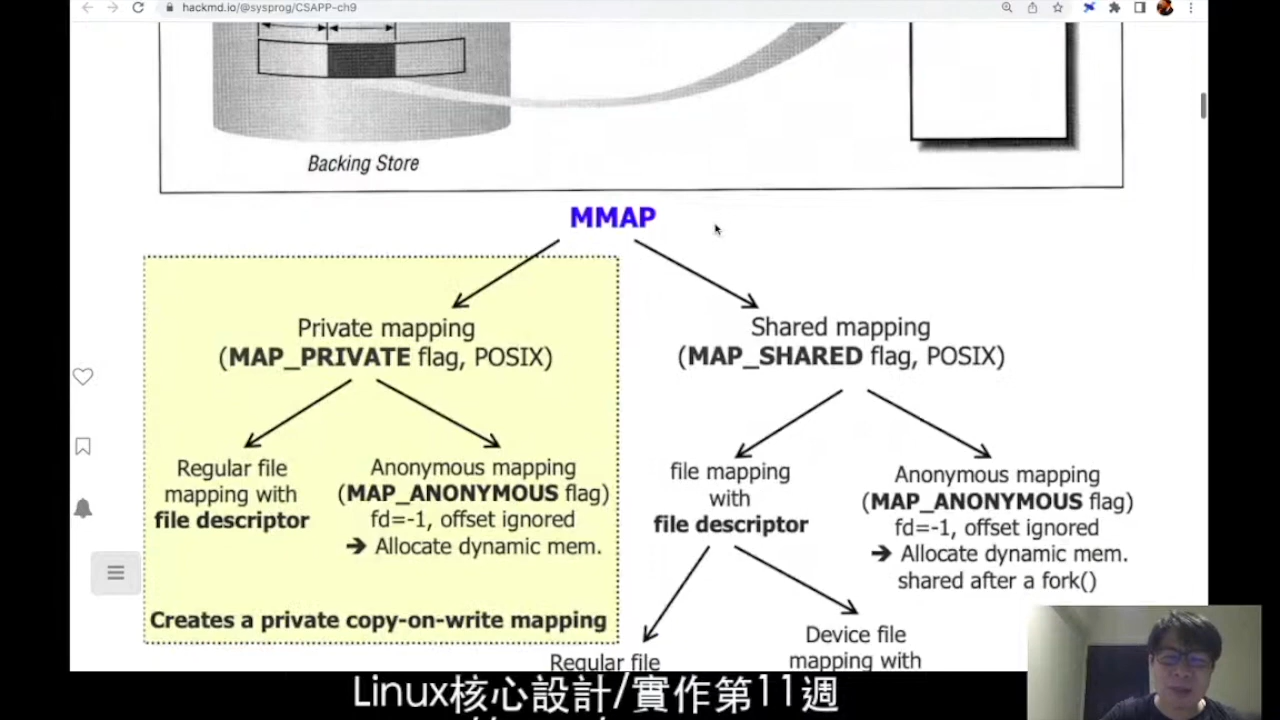 hackmd.io/@sysprog/CSAPP-ch9
Backing Store
MMAP
Private mapping
(MAP_PRIVATE flag, POSIX)
Regular file
mapping with
file descriptor
Anonymous mapping
(MAP_ANONYMOUS flag)
fd=-1, offset ignored
➔ Allocate dynamic mem.
Creates a private copy-on-write mapping
Shared mapping
(MAP_SHARED flag, POSIX)
file mapping
with
file descriptor
Anonymous mapping
(MAP_ANONYMOUS flag)
fd=-1, offset ignored
➔ Allocate dynamic mem.
shared after a fork()
Regular file
Device file
mapping with
Linux核心設計/實作第11週